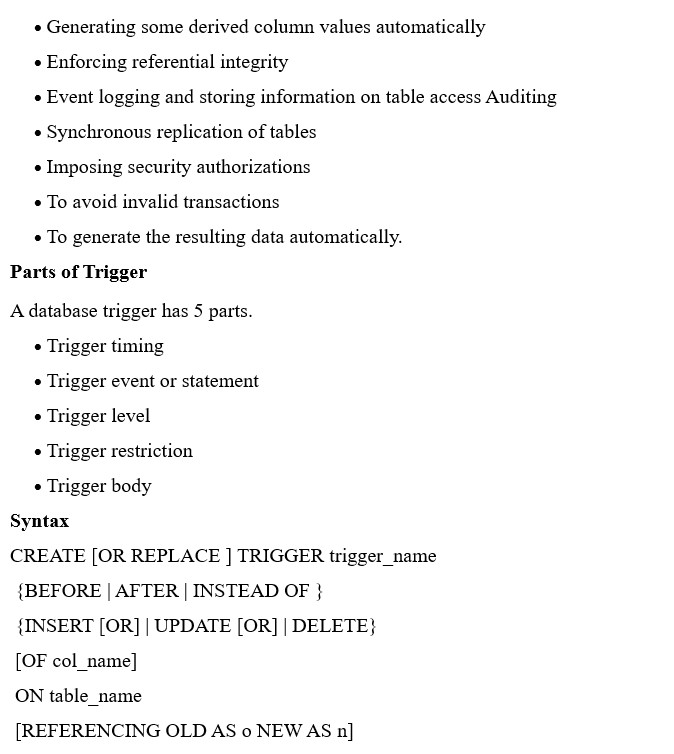 • Generating some derived column values automatically
• Enforcing referential integrity
• Event logging and storing information on table access Auditing
• Synchronous replication of tables
• Imposing security authorizations
• To avoid invalid transactions
• To generate the resulting data automatically.
Parts of Trigger
A database trigger has 5 parts.
• Trigger timing
• Trigger event or statement
• Trigger level
• Trigger restriction
• Trigger body
Syntax
CREATE [OR REPLACE ] TRIGGER trigger_name
{BEFORE | AFTER | INSTEAD OF }
{INSERT [OR] | UPDATE [OR] | DELETE}
[OF col_name]
ON table_name
[REFERENCING OLD AS o NEW AS n]